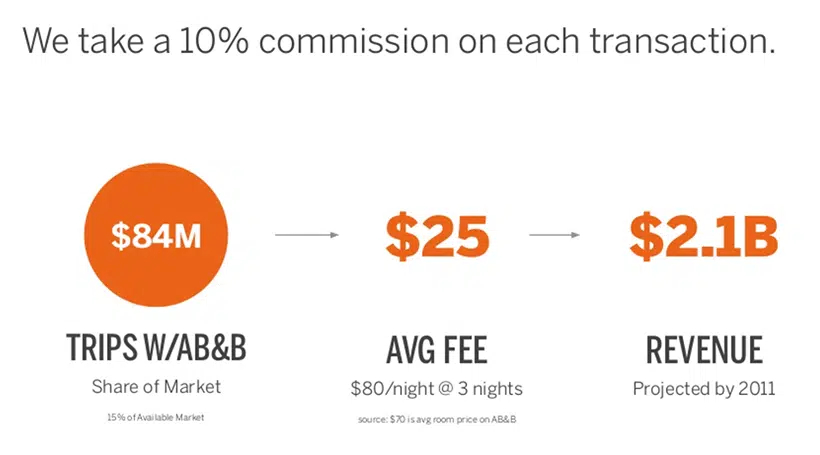 We take a 10% commission on each transaction.
$84M
$25
$2.1B
TRIPS W/AB&B
AVG FEE
REVENUE
Share of Market
$80/night @ 3 nights
Projected by 2011
15% of Available Market
source: $70 is avg room price on AB&B